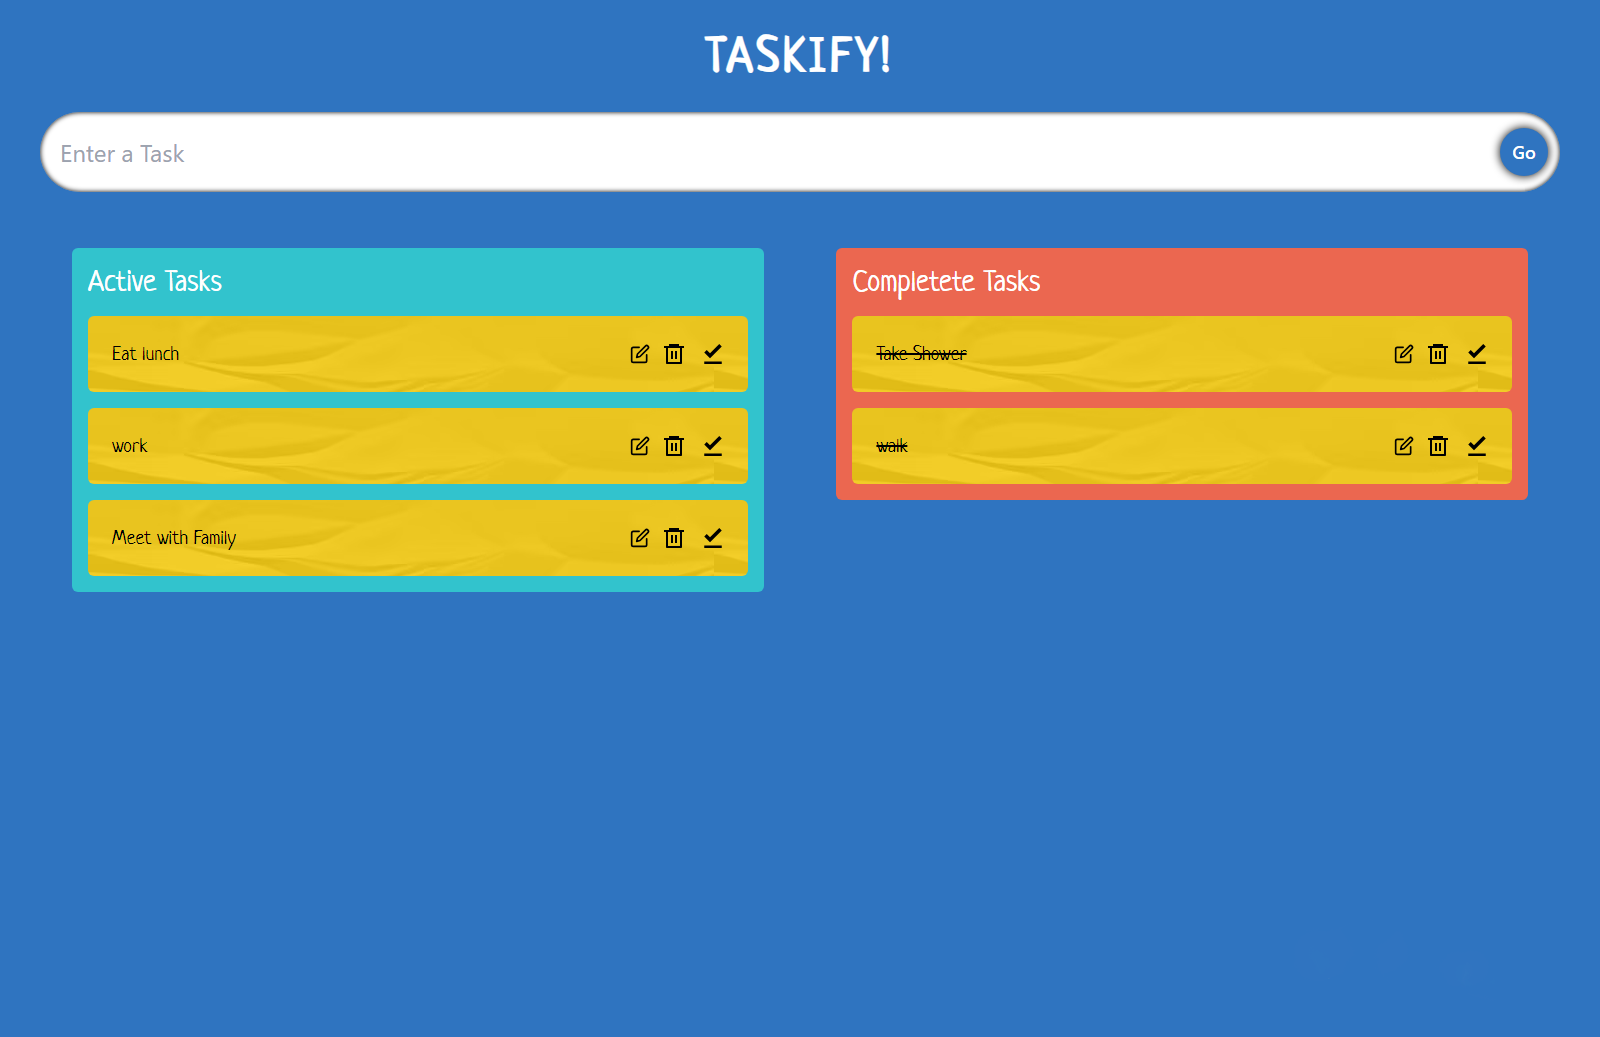 TASKIFY!
Enter a Task
Go
Active Tasks
Eat lunch
work
Meet with Family
Completete Tasks
Take Shower
walk